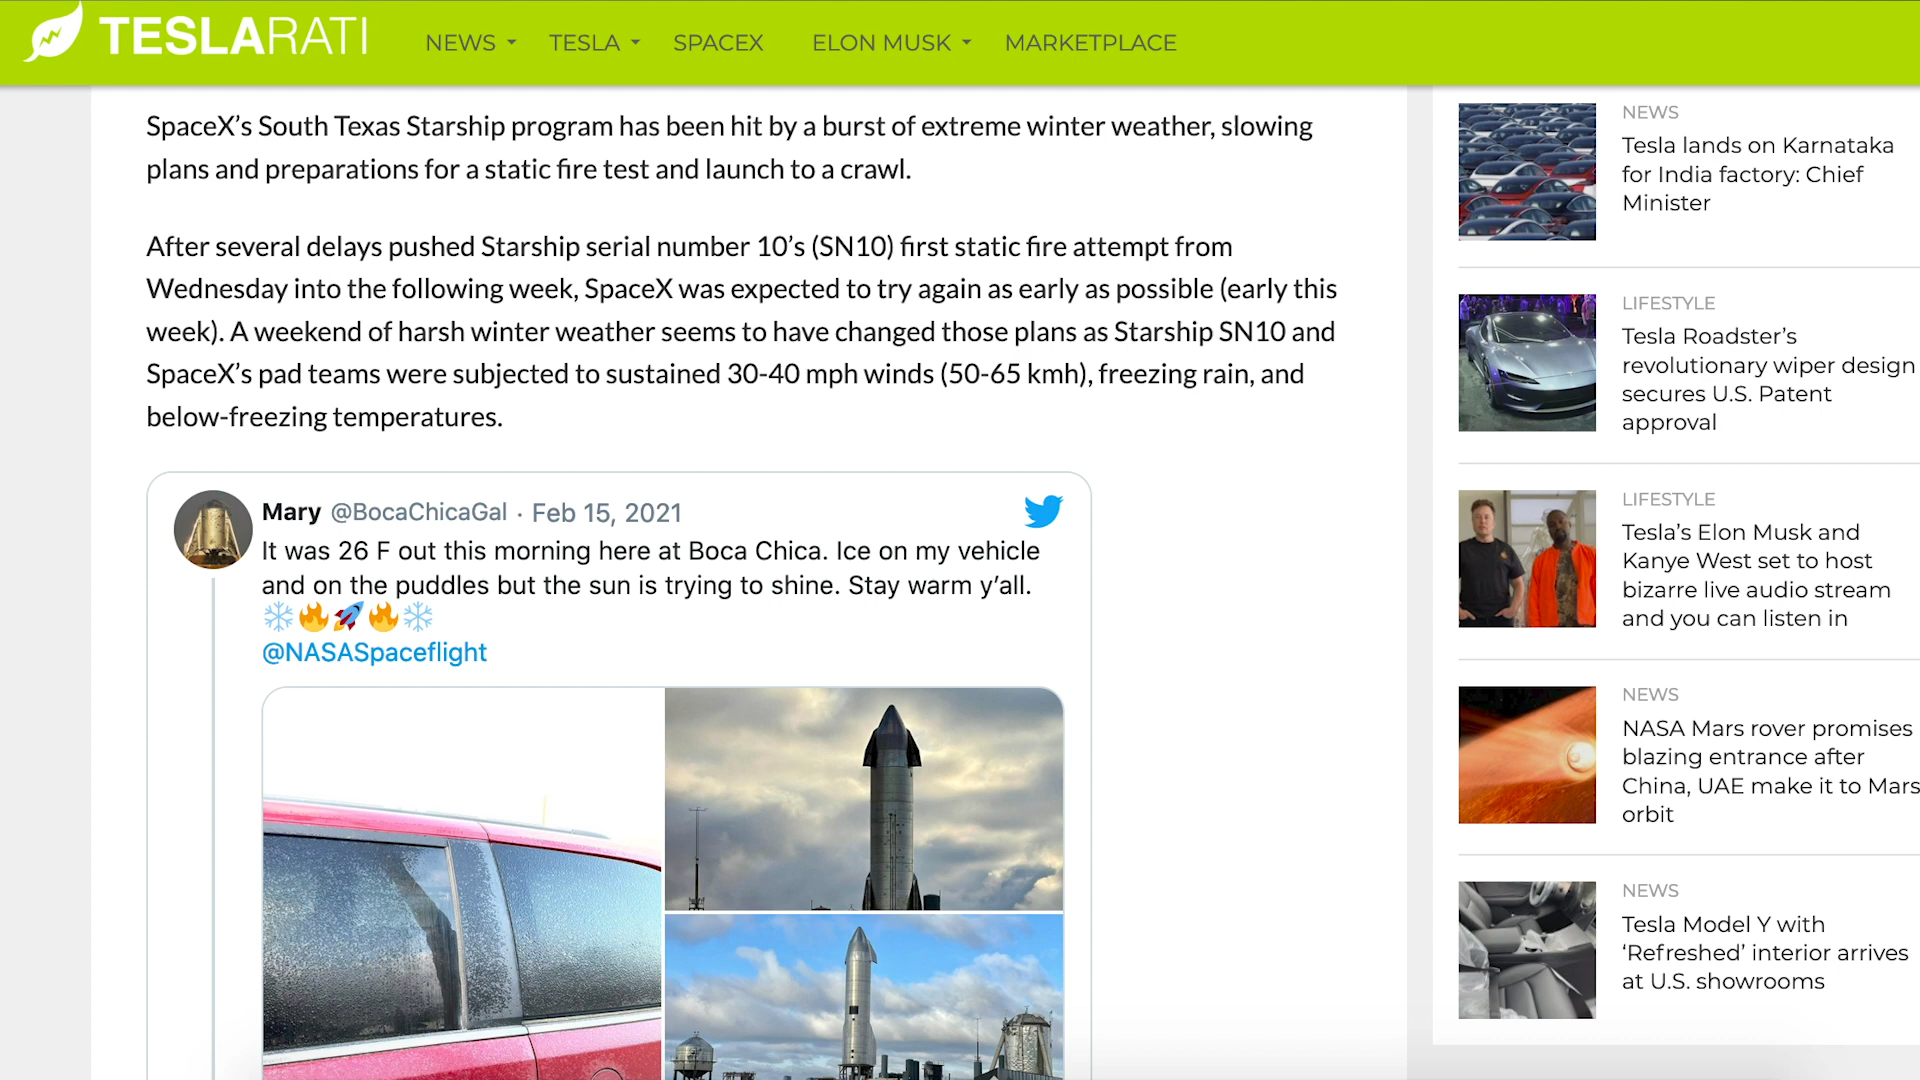 TESLARATI
NEWS
TESLA
SPACEX
ELON MUSK
MARKETPLACE
SpaceX’s South Texas Starship program has been hit by a burst of extreme winter weather, slowing
plans and preparations for a static fire test and launch to a crawl.
After several delays pushed Starship serial number 10’s (SN10) first static fire attempt from
Wednesday into the following week, SpaceX was expected to try again as early as possible (early this
week). A weekend of harsh winter weather seems to have changed those plans as Starship SN10 and
SpaceX’s pad teams were subjected to sustained 30-40 mph winds (50-65 kmh), freezing rain, and
below-freezing temperatures.
Mary @BocaChicaGal · Feb 15, 2021
It was 26 F out this morning here at Boca Chica. Ice on my vehicle
and on the puddles but the sun is trying to shine. Stay warm y’all.
❄️🔥🚀🔥❄️
@NASASpaceflight
NEWS
Tesla lands on Karnataka
for India factory: Chief
Minister
LIFESTYLE
Tesla Roadster’s
revolutionary wiper design
secures U.S. Patent
approval
LIFESTYLE
Tesla’s Elon Musk and
Kanye West set to host
bizarre live audio stream
and you can listen in
NEWS
NASA Mars rover promises
blazing entrance after
China, UAE make it to Mars
orbit
NEWS
Tesla Model Y with
‘Refreshed’ interior arrives
at U.S. showrooms